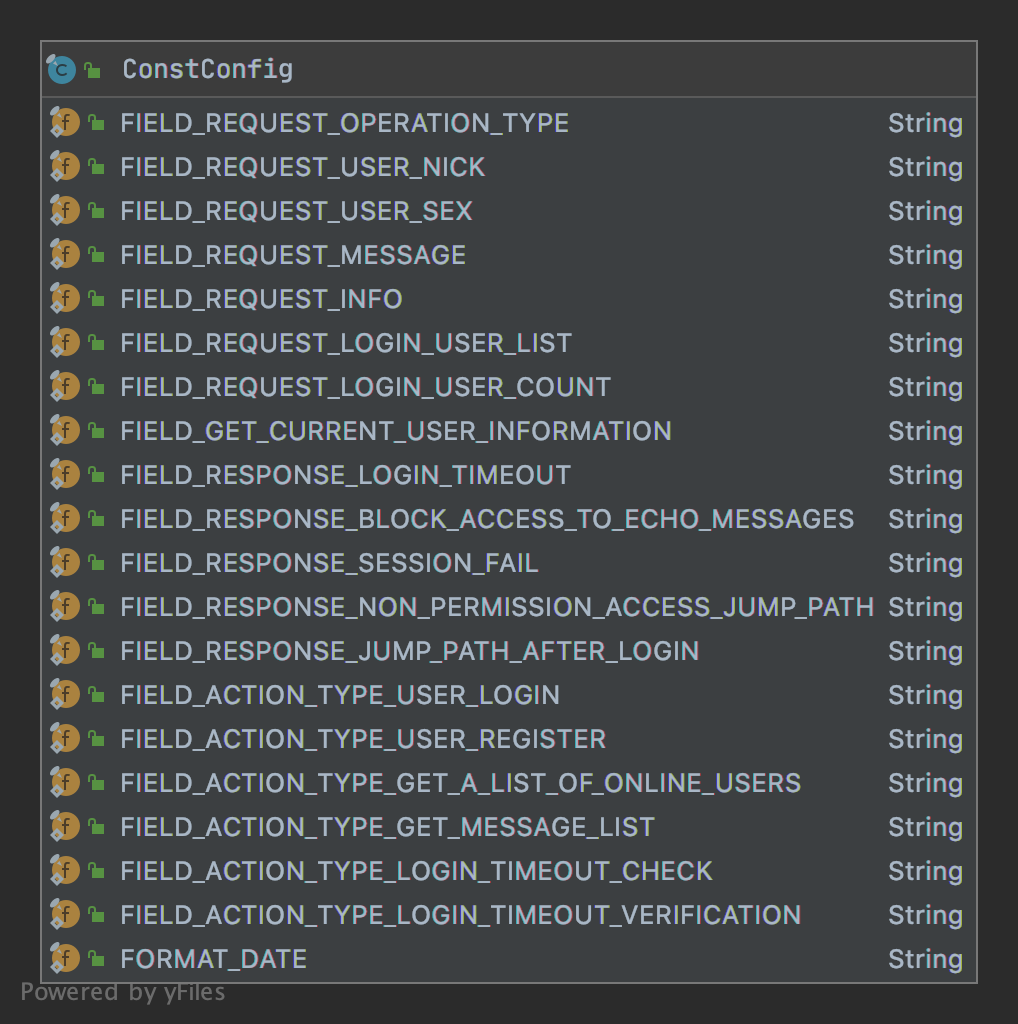 ConstConfig
FIELD_REQUEST_OPERATION_TYPE String
FIELD_REQUEST_USER_NICK String
FIELD_REQUEST_USER_SEX String
FIELD_REQUEST_MESSAGE String
FIELD_REQUEST_INFO String
FIELD_REQUEST_LOGIN_USER_LIST String
FIELD_REQUEST_LOGIN_USER_COUNT String
FIELD_GET_CURRENT_USER_INFORMATION String
FIELD_RESPONSE_LOGIN_TIMEOUT String
FIELD_RESPONSE_BLOCK_ACCESS_TO_ECHO_MESSAGES String
FIELD_RESPONSE_SESSION_FAIL String
FIELD_RESPONSE_NON_PERMISSION_ACCESS_JUMP_PATH String
FIELD_RESPONSE_JUMP_PATH_AFTER_LOGIN String
FIELD_ACTION_TYPE_USER_LOGIN String
FIELD_ACTION_TYPE_USER_REGISTER String
FIELD_ACTION_TYPE_GET_A_LIST_OF_ONLINE_USERS String
FIELD_ACTION_TYPE_GET_MESSAGE_LIST String
FIELD_ACTION_TYPE_LOGIN_TIMEOUT_CHECK String
FIELD_ACTION_TYPE_LOGIN_TIMEOUT_VERIFICATION String
FORMAT_DATE String
Powered by yFiles